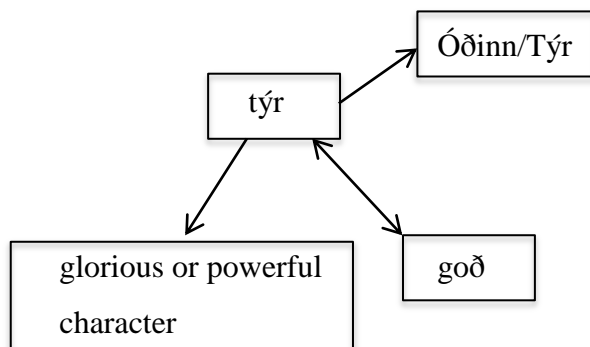 Óðinn/Týr
týr
glorious or powerful
character
goð